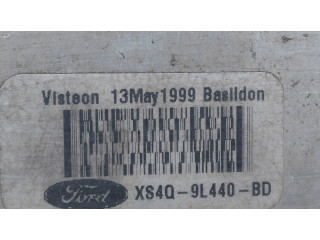 Visteon 13May1999 Basildon
Ford XS4Q-9L440-BD